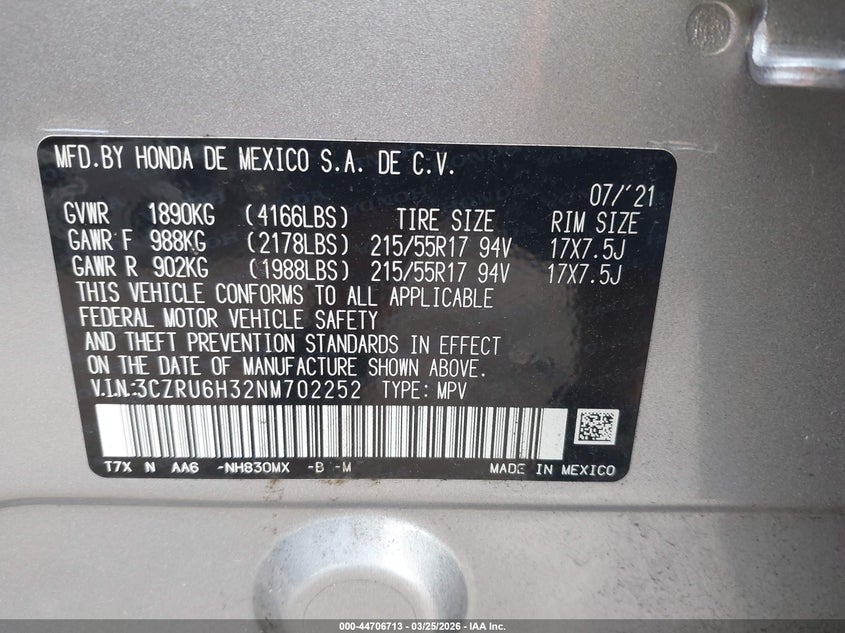 MFD.BY HONDA DE MEXICO S.A. DE C.V.
07/'21
GVWR 1890KG (4166LBS) TIRE SIZE RIM SIZE
GAWR F 988KG (2178LBS) 215/55R17 94V 17X7.5J
GAWR R 902KG (1988LBS) 215/55R17 94V 17X7.5J
THIS VEHICLE CONFORMS TO ALL APPLICABLE
FEDERAL MOTOR VEHICLE SAFETY
AND THEFT PREVENTION STANDARDS IN EFFECT
ON THE DATE OF MANUFACTURE SHOWN ABOVE.
V.I.N.:3CZRU6H32NM702252 TYPE: MPV
T7X N AA6 -NH830MX -B -M MADE IN MEXICO
000-44706713 - 03/25/2026 - IAA Inc.